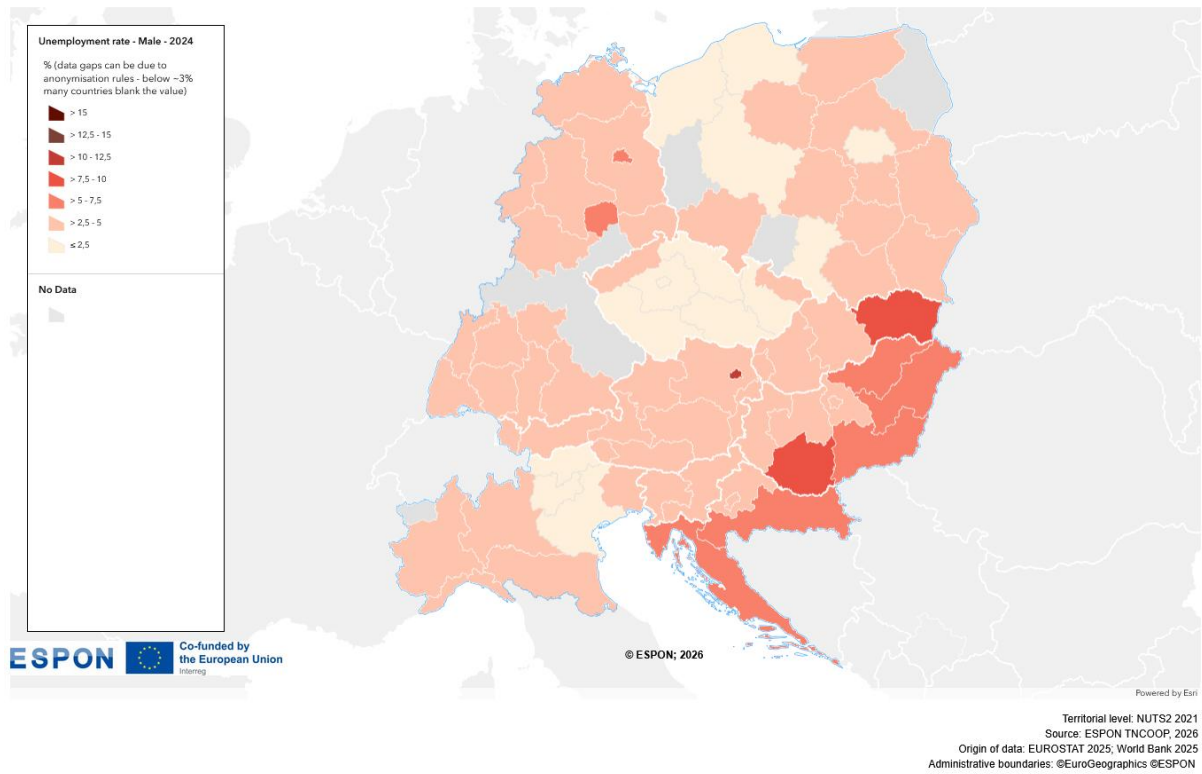 Unemployment rate - Male - 2024
% (data gaps can be due to
anonymisation rules - below ~3%
many countries blank the value)
> 15
> 12,5 - 15
> 10 - 12,5
> 7,5 - 10
> 5 - 7,5
> 2,5 - 5
≤ 2,5
No Data
ESPON
Co-funded by
the European Union
Interreg
© ESPON; 2026
Powered by Esri
Territorial level: NUTS2 2021
Source: ESPON TNCOOP, 2026
Origin of data: EUROSTAT 2025; World Bank 2025
Administrative boundaries: ©EuroGeographics ©ESPON